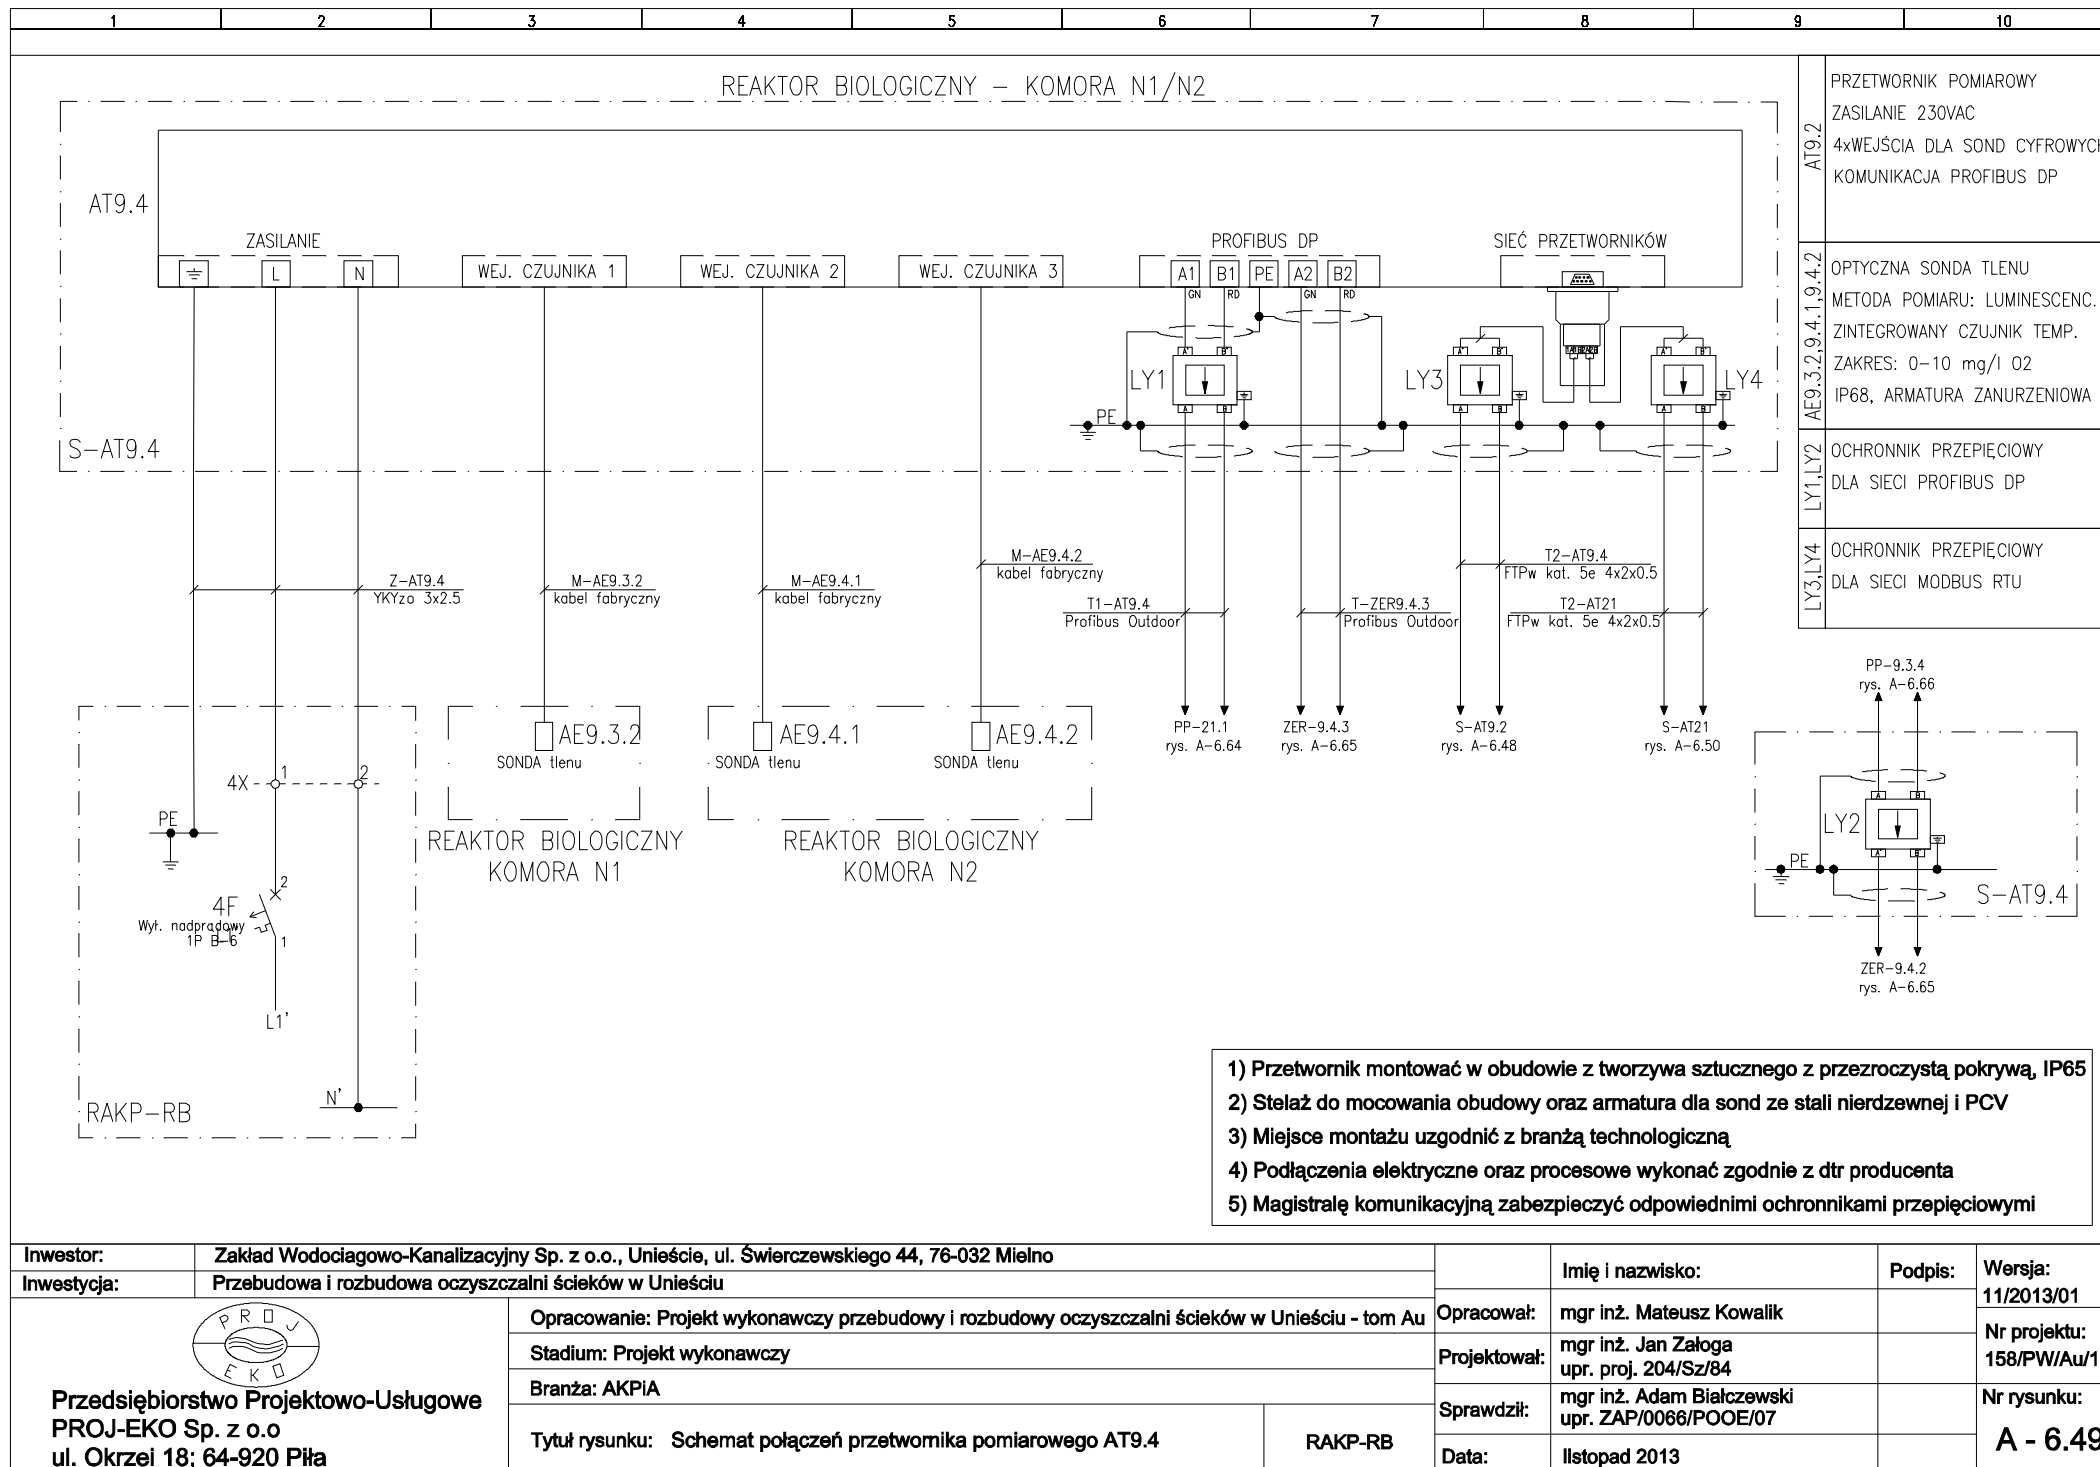 1 2 3 4 5 6 7 8 9 10
REAKTOR BIOLOGICZNY – KOMORA N1/N2
AT9.4
ZASILANIE
L
N
WEJ. CZUJNIKA 1
WEJ. CZUJNIKA 2
WEJ. CZUJNIKA 3
PROFIBUS DP
A1 B1 PE A2 B2
GN RD GN RD
SIEĆ PRZETWORNIKÓW
A' B'
LY1
A B
A' B'
LY3
A B
A' B'
LY4
A B
PE
S-AT9.4
Z-AT9.4
YKYzo 3x2.5
M-AE9.3.2
kabel fabryczny
M-AE9.4.1
kabel fabryczny
M-AE9.4.2
kabel fabryczny
T1-AT9.4
Profibus Outdoor
T-ZER9.4.3
Profibus Outdoor
T2-AT9.4
FTPw kat. 5e 4x2x0.5
T2-AT21
FTPw kat. 5e 4x2x0.5
PP-21.1
rys. A-6.64
ZER-9.4.3
rys. A-6.65
S-AT9.2
rys. A-6.48
S-AT21
rys. A-6.50
AE9.3.2
SONDA tlenu
REAKTOR BIOLOGICZNY
KOMORA N1
AE9.4.1
SONDA tlenu
AE9.4.2
SONDA tlenu
REAKTOR BIOLOGICZNY
KOMORA N2
4X
1
2
PE
2
4F
Wył. nadprądowy
1P B-6
1
L1'
N'
RAKP-RB
AT9.2
PRZETWORNIK POMIAROWY
ZASILANIE 230VAC
4xWEJŚCIA DLA SOND CYFROWYCH
KOMUNIKACJA PROFIBUS DP
AE9.3.2,9.4.1,9.4.2
OPTYCZNA SONDA TLENU
METODA POMIARU: LUMINESCENC.
ZINTEGROWANY CZUJNIK TEMP.
ZAKRES: 0-10 mg/l O2
IP68, ARMATURA ZANURZENIOWA
LY1,LY2
OCHRONNIK PRZEPIĘCIOWY
DLA SIECI PROFIBUS DP
LY3,LY4
OCHRONNIK PRZEPIĘCIOWY
DLA SIECI MODBUS RTU
PP-9.3.4
rys. A-6.66
A B
LY2
A' B'
PE
S-AT9.4
ZER-9.4.2
rys. A-6.65
1) Przetwornik montować w obudowie z tworzywa sztucznego z przezroczystą pokrywą, IP65
2) Stelaż do mocowania obudowy oraz armatura dla sond ze stali nierdzewnej i PCV
3) Miejsce montażu uzgodnić z branżą technologiczną
4) Podłączenia elektryczne oraz procesowe wykonać zgodnie z dtr producenta
5) Magistralę komunikacyjną zabezpieczyć odpowiednimi ochronnikami przepięciowymi
Inwestor: Zakład Wodociagowo-Kanalizacyjny Sp. z o.o., Unieście, ul. Świerczewskiego 44, 76-032 Mielno
Inwestycja: Przebudowa i rozbudowa oczyszczalni ścieków w Unieściu
PROJ
EKO
Przedsiębiorstwo Projektowo-Usługowe
PROJ-EKO Sp. z o.o
ul. Okrzei 18; 64-920 Piła
Opracowanie: Projekt wykonawczy przebudowy i rozbudowy oczyszczalni ścieków w Unieściu - tom Au
Stadium: Projekt wykonawczy
Branża: AKPiA
Tytuł rysunku: Schemat połączeń przetwornika pomiarowego AT9.4
RAKP-RB
Imię i nazwisko: Podpis:
Opracował: mgr inż. Mateusz Kowalik
Projektował: mgr inż. Jan Załoga
upr. proj. 204/Sz/84
Sprawdził: mgr inż. Adam Białczewski
upr. ZAP/0066/POOE/07
Data: listopad 2013
Wersja:
11/2013/01
Nr projektu:
158/PW/Au/1
Nr rysunku:
A - 6.49